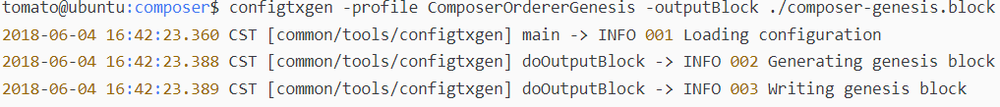 tomato@ubuntu:composer$ configtxgen -profile ComposerOrdererGenesis -outputBlock ./composer-genesis.block
2018-06-04 16:42:23.360 CST [common/tools/configtxgen] main -> INFO 001 Loading configuration
2018-06-04 16:42:23.388 CST [common/tools/configtxgen] doOutputBlock -> INFO 002 Generating genesis block
2018-06-04 16:42:23.389 CST [common/tools/configtxgen] doOutputBlock -> INFO 003 Writing genesis block